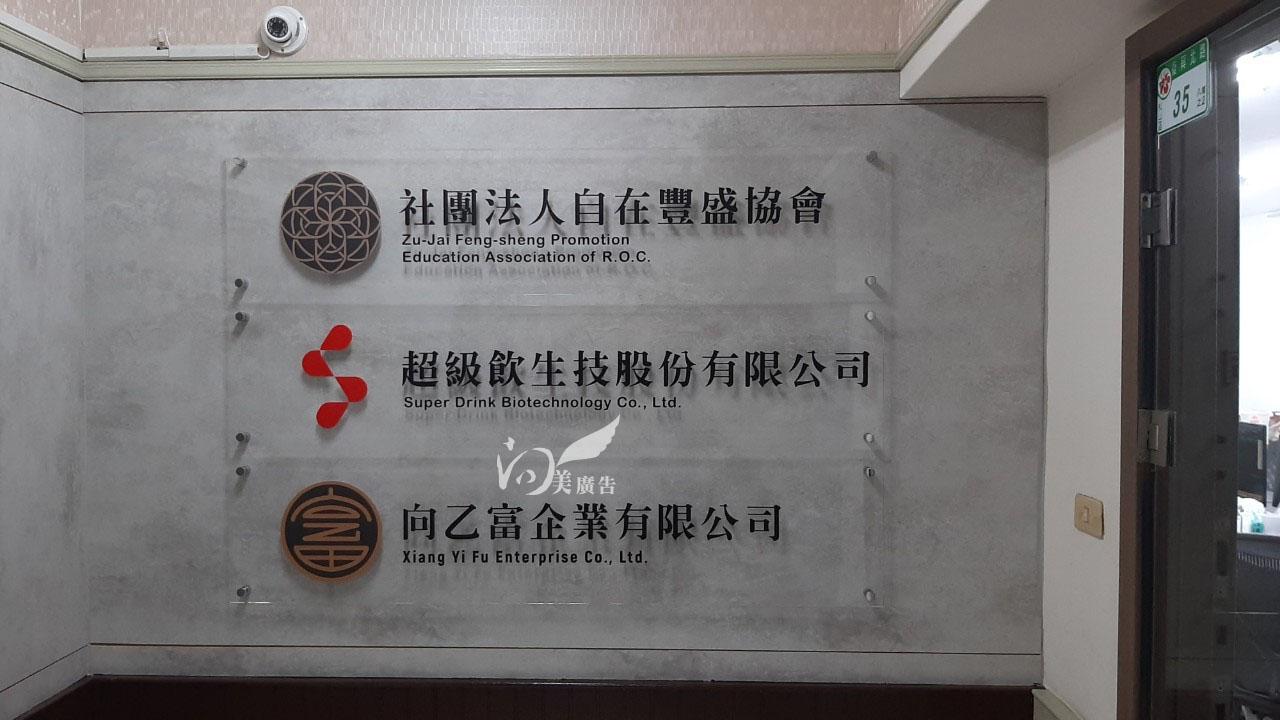 社團法人自在豐盛協會
Zu-Jai Feng-sheng Promotion
Education Association of R.O.C.
超級飲生技股份有限公司
Super Drink Biotechnology Co., Ltd.
美廣告
向乙富企業有限公司
Xiang Yi Fu Enterprise Co., Ltd.
35